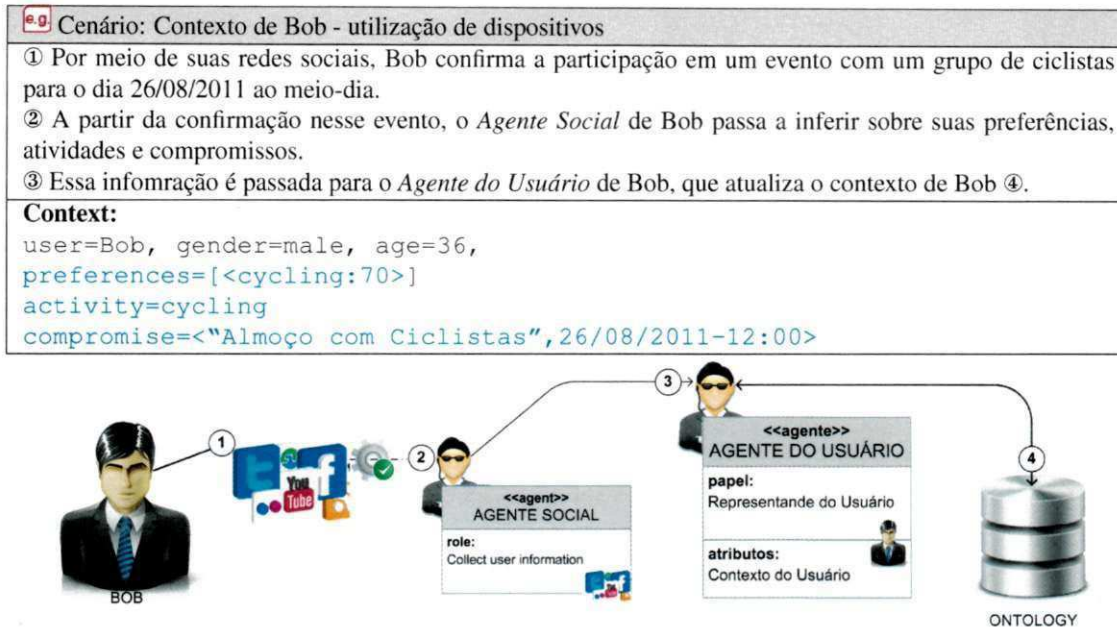 e.g. Cenário: Contexto de Bob - utilização de dispositivos
① Por meio de suas redes sociais, Bob confirma a participação em um evento com um grupo de ciclistas
para o dia 26/08/2011 ao meio-dia.
② A partir da confirmação nesse evento, o Agente Social de Bob passa a inferir sobre suas preferências,
atividades e compromissos.
③ Essa infomração é passada para o Agente do Usuário de Bob, que atualiza o contexto de Bob ④.
Context:
user=Bob, gender=male, age=36,
preferences=[<cycling:70>]
activity=cycling
compromise=<"Almoço com Ciclistas",26/08/2011-12:00>
1
You
Tube
2
3
4
BOB
<<agent>>
AGENTE SOCIAL
role:
Collect user information
<<agente>>
AGENTE DO USUÁRIO
papel:
Representande do Usuário
atributos:
Contexto do Usuário
ONTOLOGY